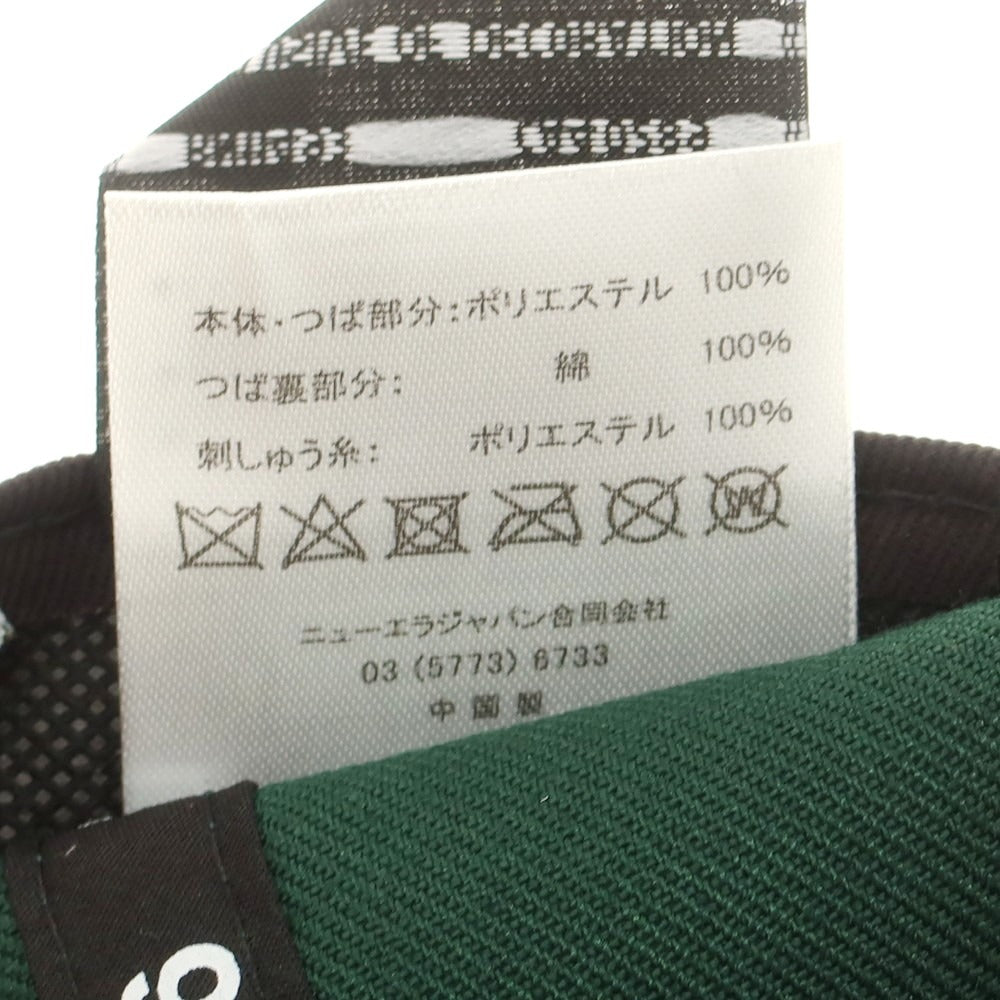 本体・つば部分：ポリエステル 100%
つば裏部分： 綿 100%
刺しゅう糸： ポリエステル 100%
ニューエラジャパン合同会社
03 (5773) 6733
中国製